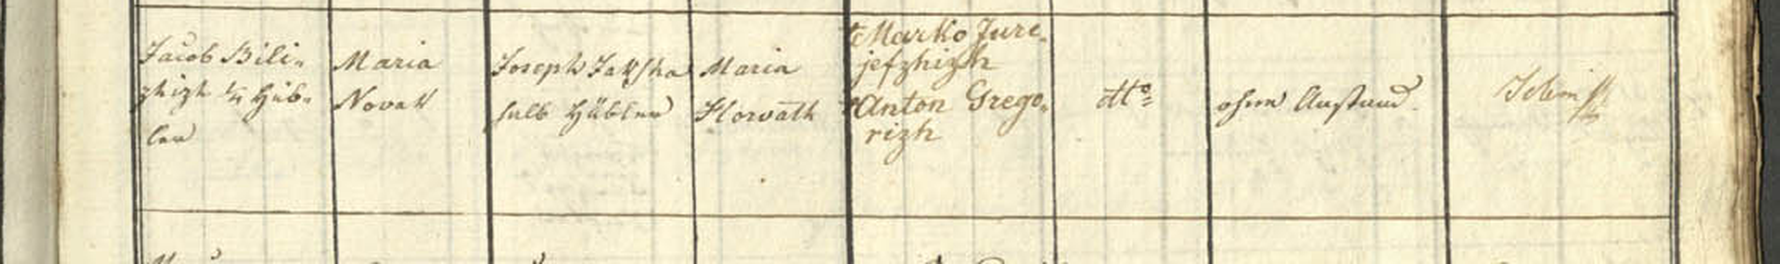 Jacob Bili-
zhizh ¼ Hüb-
ler
Maria
Novak
Joseph Jaksha
halb Hübler
Maria
Horvath
Marko Jure-
jefzhizh
Anton Grego-
rizh
dto
ohne Anstand.